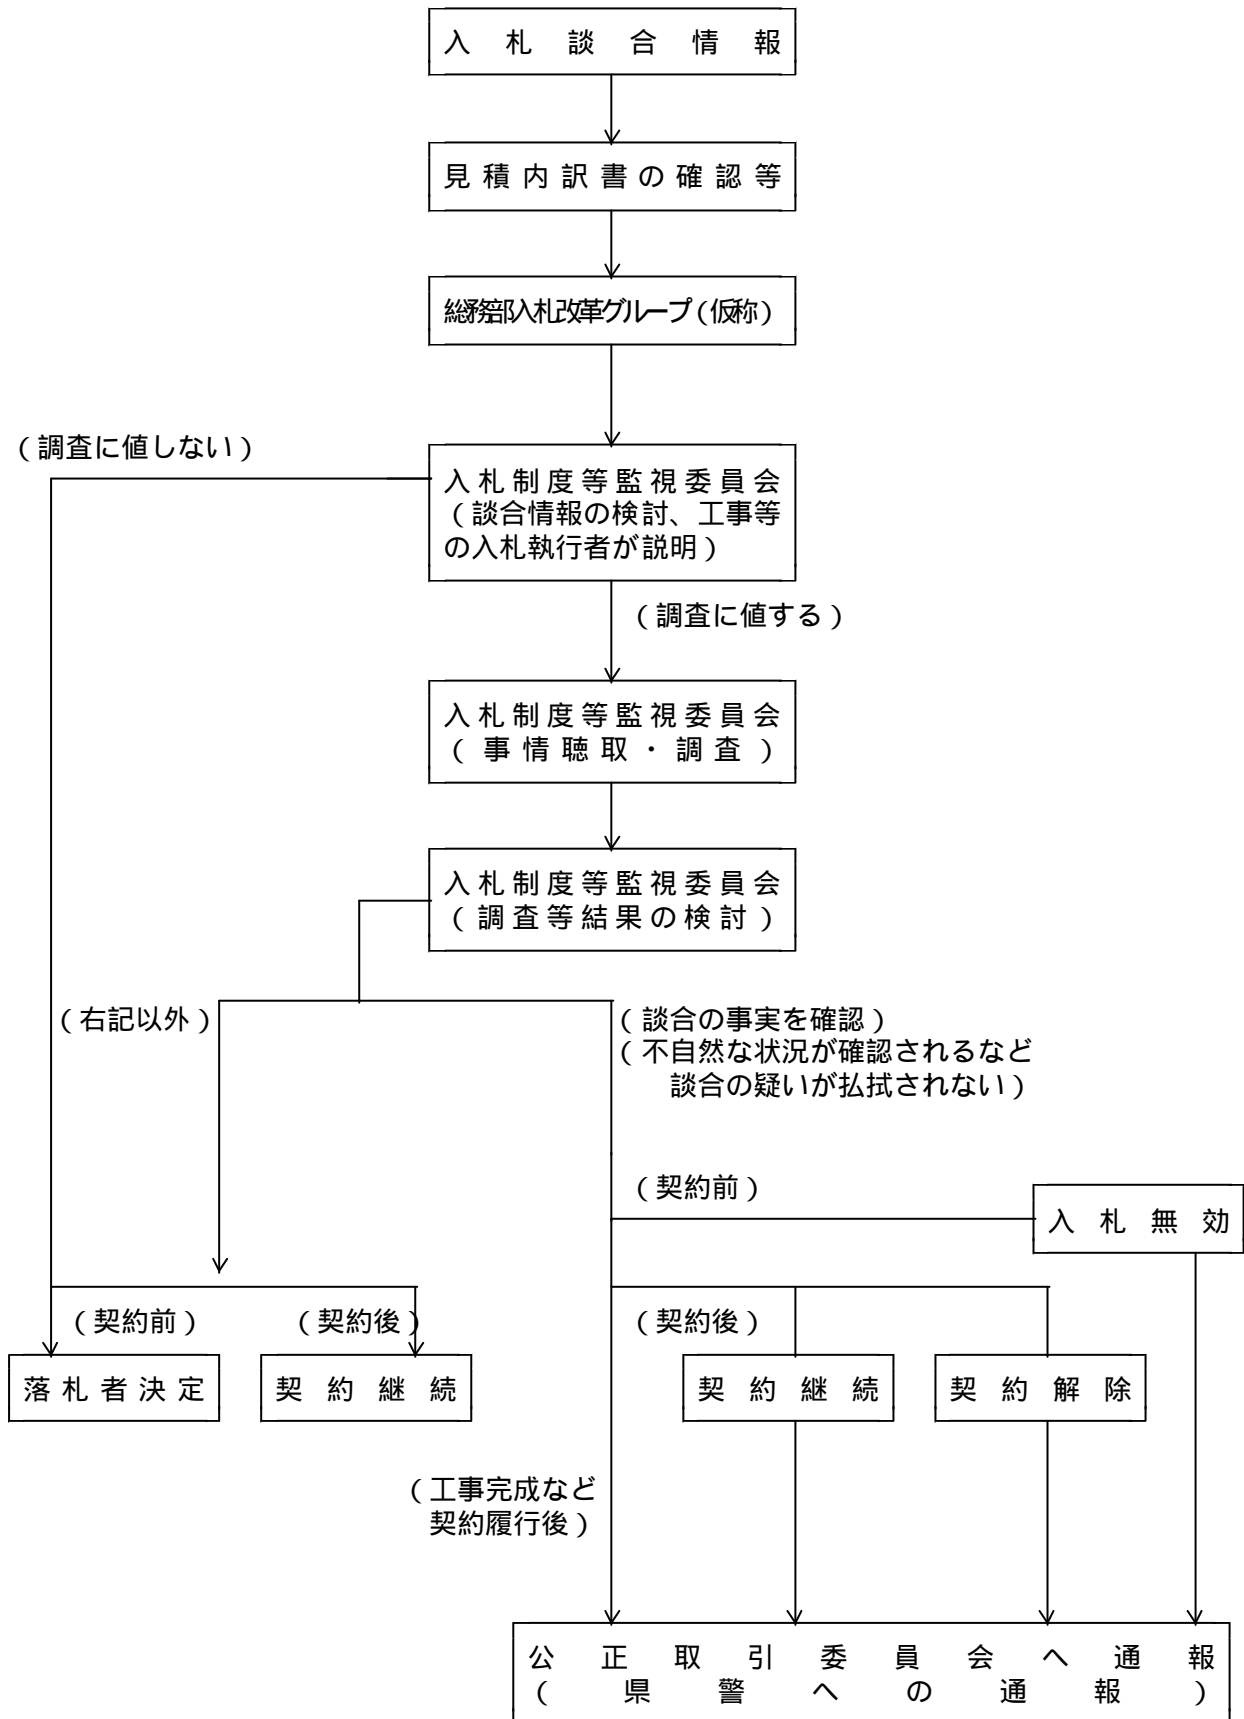 入札談合情報
見積内訳書の確認等
総務部入札改革グループ(仮称)
(調査に値しない)
入札制度等監視委員会
(談合情報の検討、工事等
の入札執行者が説明)
(調査に値する)
入札制度等監視委員会
(事情聴取・調査)
入札制度等監視委員会
(調査等結果の検討)
(右記以外)
(談合の事実を確認)
(不自然な状況が確認されるなど
談合の疑いが払拭されない)
(契約前)
入札無効
(契約前)
(契約後)
(契約後)
落札者決定
契約継続
契約継続
契約解除
(工事完成など
契約履行後)
公正取引委員会へ通報
(県警への通報)